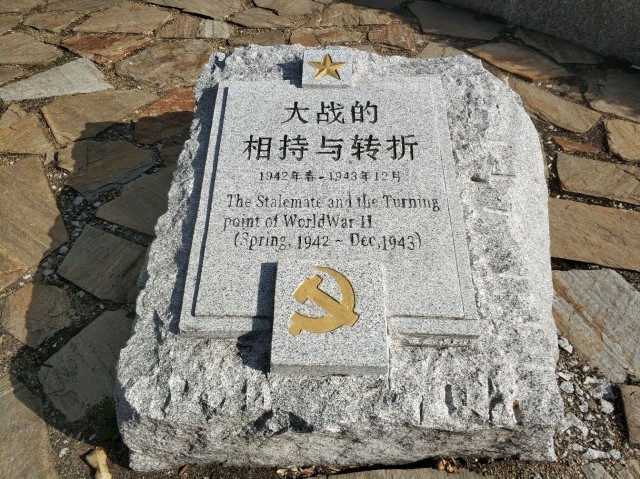 大战的
相持与转折
1942年春-1943年12月
The Stalemate and the Turning
point of WorldWar II
(Spring, 1942 ~ Dec,1943)